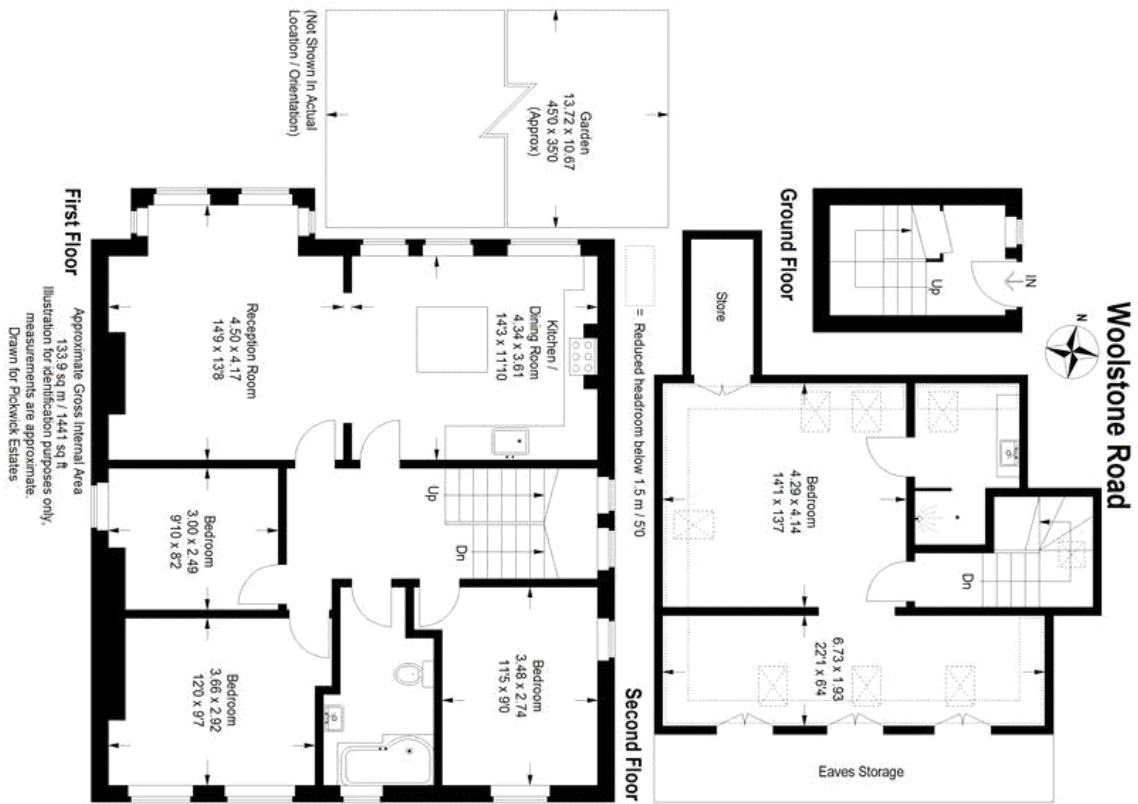 Woolstone Road
N
IN
Up
Ground Floor
Garden
13.72 x 10.67
45'0 x 35'0
(Approx)
(Not Shown In Actual
Location / Orientation)
= Reduced headroom below 1.5 m / 5'0
Store
Bedroom
4.29 x 4.14
14'1 x 13'7
Dn
6.73 x 1.93
22'1 x 6'4
Eaves Storage
Second Floor
Kitchen /
Dining Room
4.34 x 3.61
14'3 x 11'10
Reception Room
4.50 x 4.17
14'9 x 13'8
Up
Dn
Bedroom
3.00 x 2.49
9'10 x 8'2
Bedroom
3.66 x 2.92
12'0 x 9'7
Bedroom
3.48 x 2.74
11'5 x 9'0
First Floor
Approximate Gross Internal Area
133.9 sq m / 1441 sq ft
Illustration for identification purposes only,
measurements are approximate.
Drawn for Pickwick Estates